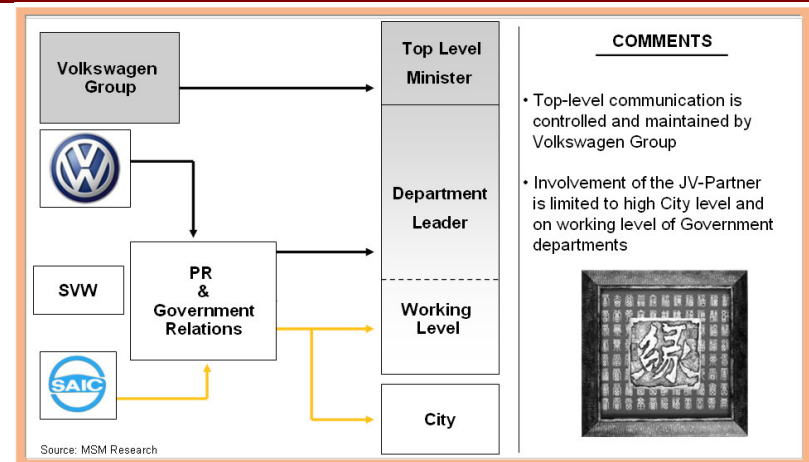 Volkswagen
Group
SVW
SAIC
PR
&
Government
Relations
Top Level
Minister
Department
Leader
Working
Level
City
Source: MSM Research
COMMENTS
• Top-level communication is
controlled and maintained by
Volkswagen Group
• Involvement of the JV-Partner
is limited to high City level and
on working level of Government
departments
緣